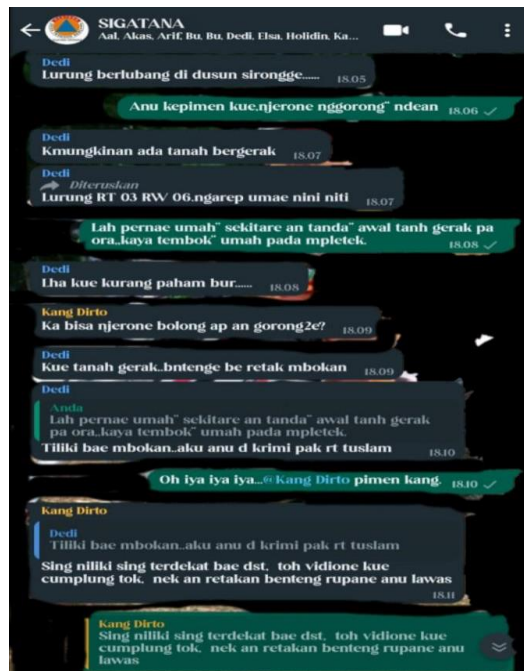 SIGATANA
Aal, Akas, Arif, Bu, Bu, Dedi, Elsa, Holidin, Ka...
Dedi
Lurung berlubang di dusun sirongge...... 18.05
Anu kepimen kue,njerone nggorong" ndean 18.06
Dedi
Kmungkinan ada tanah bergerak 18.07
Dedi
Diteruskan
Lurung RT 03 RW 06.ngarep umae nini niti 18.07
Lah pernae umah" sekitare an tanda" awal tanh gerak pa
ora,,kaya tembok" umah pada mpletek. 18.08
Dedi
Lha kue kurang paham bur...... 18.08
Kang Dirto
Ka bisa njerone bolong ap an gorong2e? 18.09
Dedi
Kue tanah gerak..bntenge be retak mbokan 18.09
Dedi
Anda
Lah pernae umah" sekitare an tanda" awal tanh gerak
pa ora,,kaya tembok" umah pada mpletek.
Tiliki bae mbokan..aku anu d krimi pak rt tuslam 18.10
Oh iya iya iya...@Kang Dirto pimen kang. 18.10
Kang Dirto
Dedi
Tiliki bae mbokan..aku anu d krimi pak rt tuslam
Sing niliki sing terdekat bae dst, toh vidione kue
cumplung tok, nek an retakan benteng rupane anu lawas
18.11
Kang Dirto
Sing niliki sing terdekat bae dst, toh vidione kue
cumplung tok, nek an retakan benteng rupane anu
lawas